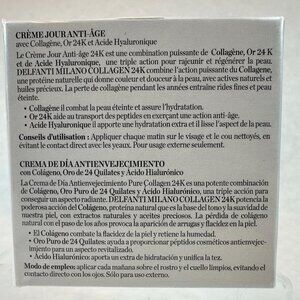 CRÈME JOUR ANTI-ÂGE
avec Collagène, Or 24K et Acide Hyaluronique
Le Crème Jour Anti-âge 24K est une combinaison puissante de Collagène, Or 24 K
et de Acide Hyaluronique, une triple action pour rajeunir et régénérer la peau.
DELFANTI MILANO COLLAGEN 24K combine l'action puissante du Collagene,
une protéine naturelle qui donne couleur et douceur à la peau, avec actives naturels et
huiles précieux. La perte de collagène pendant les années entraîne rides fines et peau
éteinte.
• Collagène il combat la peau éteinte et assure l'hydratation.
• Or 24K aide au transport des peptides en exerçant une action anti-âge.
• Acide Hyaluronique il apporte une hydratation extra et il lisse l'aspect de la peau.
Conseils d'utilisation : Appliquer chaque matin sur le visage et le cou nettoyés, en
évitant le contact direct avec les yeux. Pour usage externe seulement.
CREMA DE DÍA ANTIENVEJECIMIENTO
con Colágeno, Oro de 24 Quilates y Ácido Hialurónico
La Crema de Día Antienvejecimiento Pure Collagen 24K es una potente combinación
de Colágeno, Oro Puro de 24 Quilates y Ácido Hialurónico, una triple acción para
conseguir un aspecto radiante. DELFANTI MILANO COLLAGEN 24K potencia la
poderosa acción del Colágeno, proteína natural que es la base del tono y la suavidad de
nuestra piel, con extractos naturales y aceites preciosos. La pérdida de colágeno
natural con el paso de los años provoca la aparición de arrugas y flacidez en la piel.
• El Colágeno combate la flacidez de la piel y retiene la humedad.
• Oro Puro de 24 Quilates: ayuda a proporcionar péptidos cosméticos antienvejec-
imiento para un aspecto revitalizado.
• Ácido Hialurónico: aporta un extra de hidratación y unifica la tez.
Modo de empleo: aplicar cada mañana sobre el rostro y el cuello limpios, evitando
el contacto con los ojos. Sólo para uso externo.